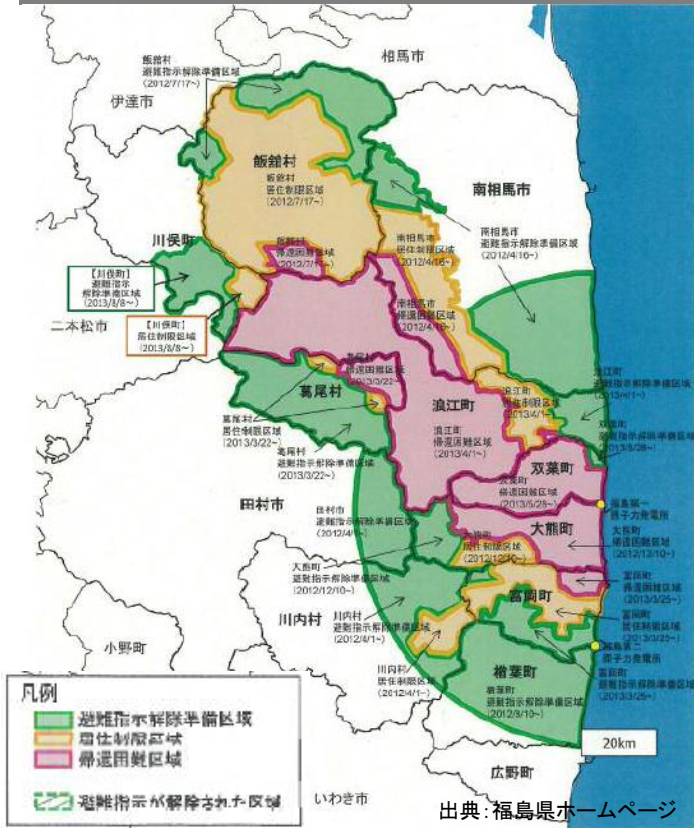 飯舘村
避難指示解除準備区域
(2012/7/17~)
相馬市
伊達市
飯舘村
飯舘村
居住制限区域
(2012/7/17~)
南相馬市
南相馬市
避難指示解除準備区域
(2012/4/16~)
南相馬市
居住制限区域
(2012/4/16~)
川俣町
飯舘村
帰還困難区域
(2012/7/17~)
【川俣町】
避難指示
解除準備区域
(2013/8/8~)
南相馬市
帰還困難区域
(2012/4/16~)
二本松市
【川俣町】
居住制限区域
(2013/8/8~)
葛尾村
帰還困難区域
(2013/3/22~)
葛尾村
浪江町
浪江町
居住制限区域
(2013/4/1~)
浪江町
避難指示解除準備区域
(2013/4/1~)
葛尾村
居住制限区域
(2013/3/22~)
浪江町
帰還困難区域
(2013/4/1~)
双葉町
避難指示解除準備区域
(2013/5/28~)
葛尾村
避難指示解除準備区域
(2013/3/22~)
双葉町
双葉町
帰還困難区域
(2013/5/28~)
田村市
田村市
避難指示解除準備区域
(2012/4/1~)
福島第一
原子力発電所
大熊町
大熊町
帰還困難区域
(2012/12/10~)
大熊町
居住制限区域
(2012/12/10~)
大熊町
避難指示解除準備区域
(2012/12/10~)
富岡町
帰還困難区域
(2013/3/25~)
川内村
川内村
避難指示解除準備区域
(2012/4/1~)
富岡町
富岡町
居住制限区域
(2013/3/25~)
小野町
福島第二
原子力発電所
川内村
居住制限区域
(2012/4/1~)
富岡町
避難指示解除準備区域
(2013/3/25~)
楢葉町
楢葉町
避難指示解除準備区域
(2012/8/10~)
凡例
避難指示解除準備区域
居住制限区域
帰還困難区域
避難指示が解除された区域
20km
広野町
いわき市
出典:福島県ホームページ